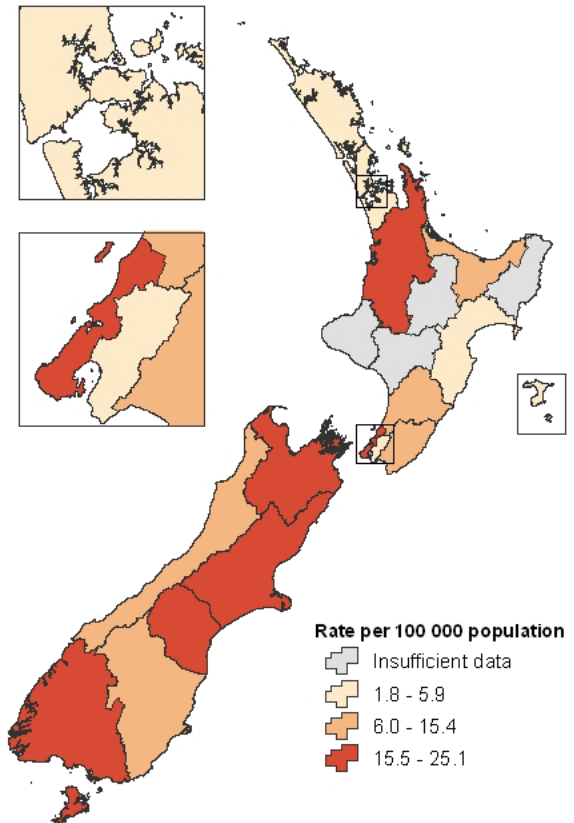 Rate per 100 000 population
Insufficient data
1.8 - 5.9
6.0 - 15.4
15.5 - 25.1